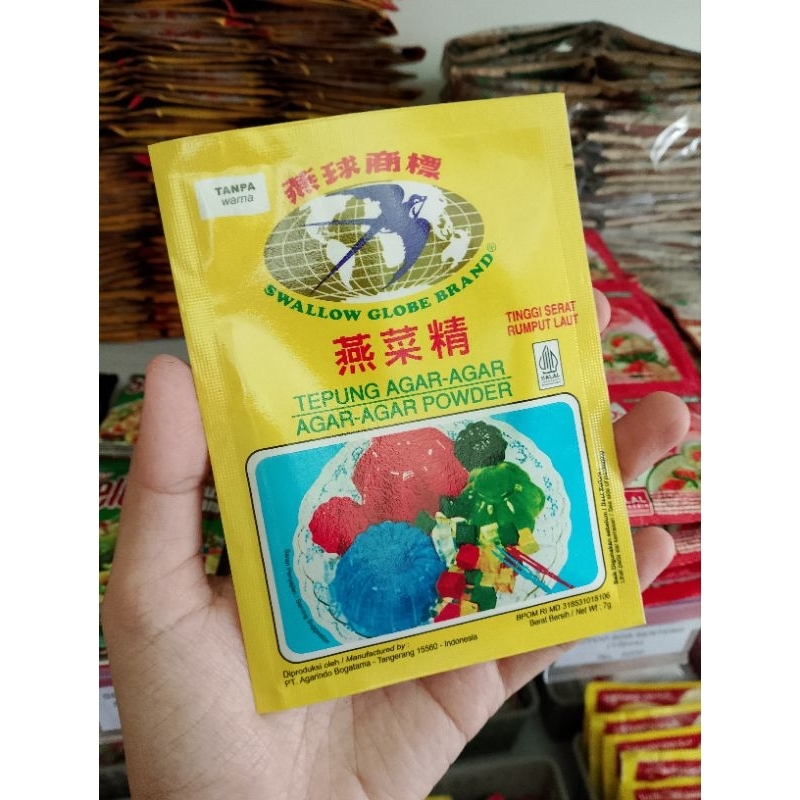 TANPA
warna
燕球商標
SWALLOW GLOBE BRAND®
燕菜精
TINGGI SERAT
RUMPUT LAUT
HALAL
TEPUNG AGAR-AGAR
AGAR-AGAR POWDER
BPOM RI MD 318531018106
Berat Bersih / Net Wt : 7g
Diproduksi oleh / Manufactured by :
PT. Agarindo Bogatama - Tangerang 15560 - Indonesia